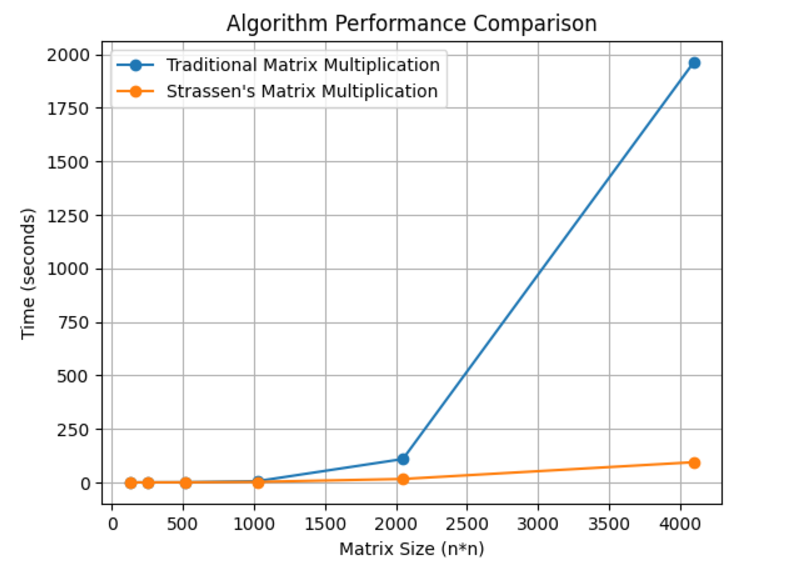 Algorithm Performance Comparison
Traditional Matrix Multiplication
Strassen's Matrix Multiplication
2000
1750
1500
1250
1000
750
500
250
0
Time (seconds)
0 500 1000 1500 2000 2500 3000 3500 4000
Matrix Size (n*n)